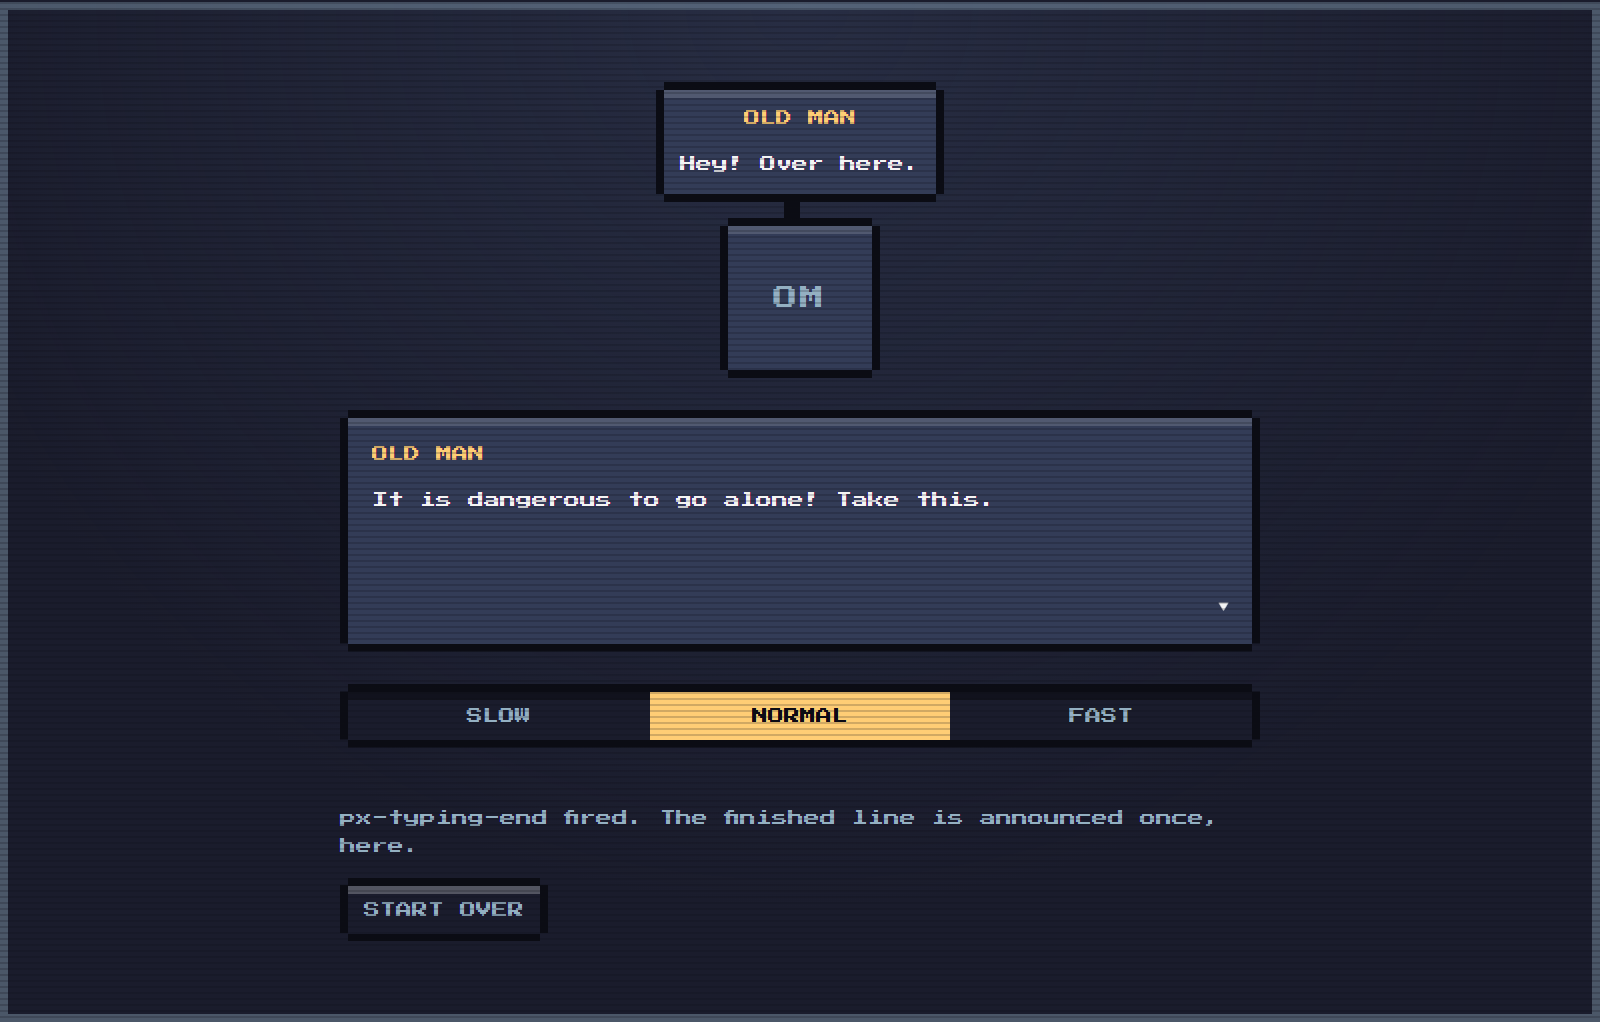 OLD MAN
Hey! Over here.
OM
OLD MAN
It is dangerous to go alone! Take this.
SLOW NORMAL FAST
px-typing-end fired. The finished line is announced once,
here.
START OVER